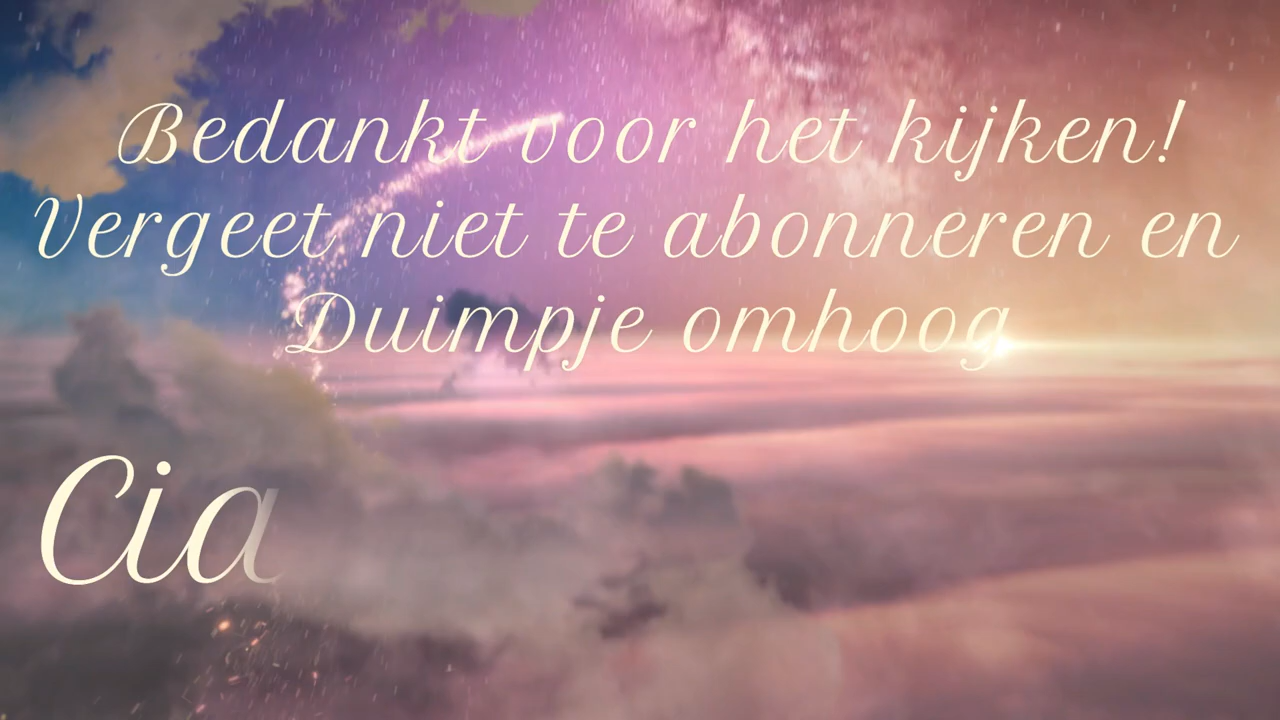 Bedankt voor het kijken!
Vergeet niet te abonneren en
Duimpje omhoog
Cia